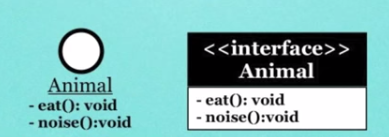 Animal
- eat(): void
- noise():void
<<interface>>
Animal
- eat(): void
- noise():void